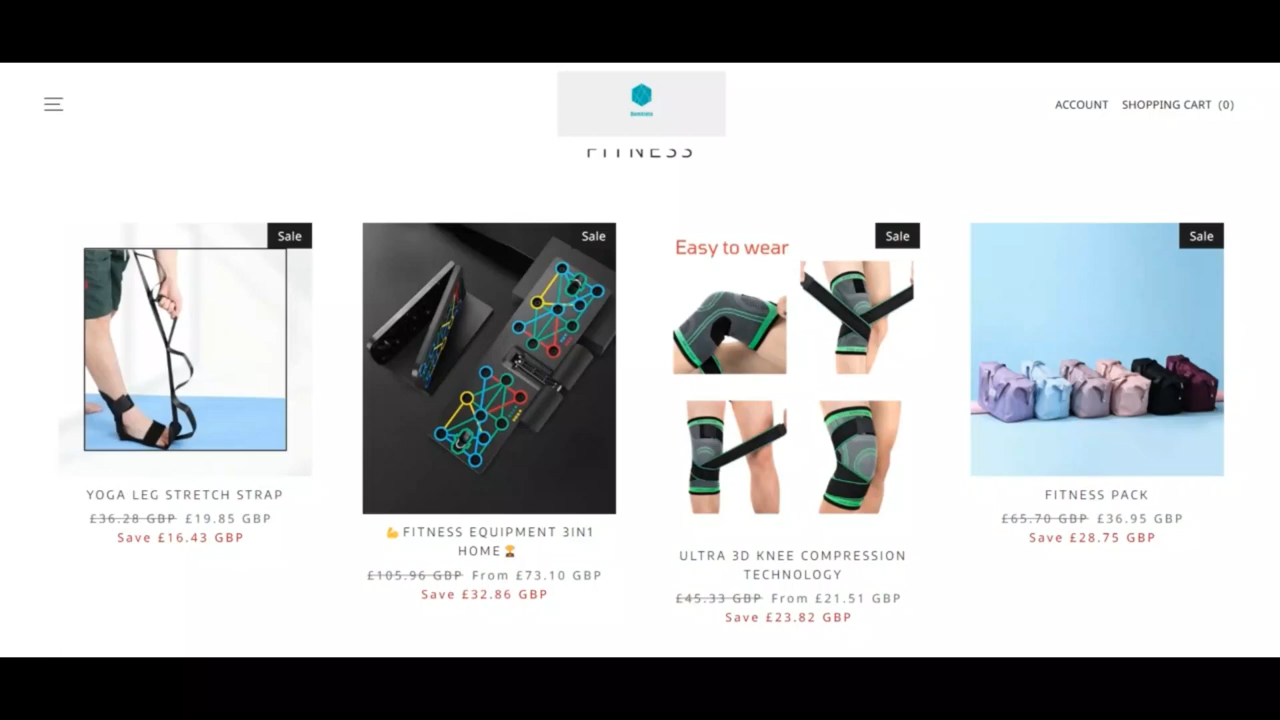 ACCOUNT SHOPPING CART (0)
FITNESS
Sale
Sale
Sale
Sale
Easy to wear
YOGA LEG STRETCH STRAP
£36.28 GBP £19.85 GBP
Save £16.43 GBP
💪FITNESS EQUIPMENT 3IN1
HOME🏋
£105.96 GBP From £73.10 GBP
Save £32.86 GBP
ULTRA 3D KNEE COMPRESSION
TECHNOLOGY
£45.33 GBP From £21.51 GBP
Save £23.82 GBP
FITNESS PACK
£65.70 GBP £36.95 GBP
Save £28.75 GBP